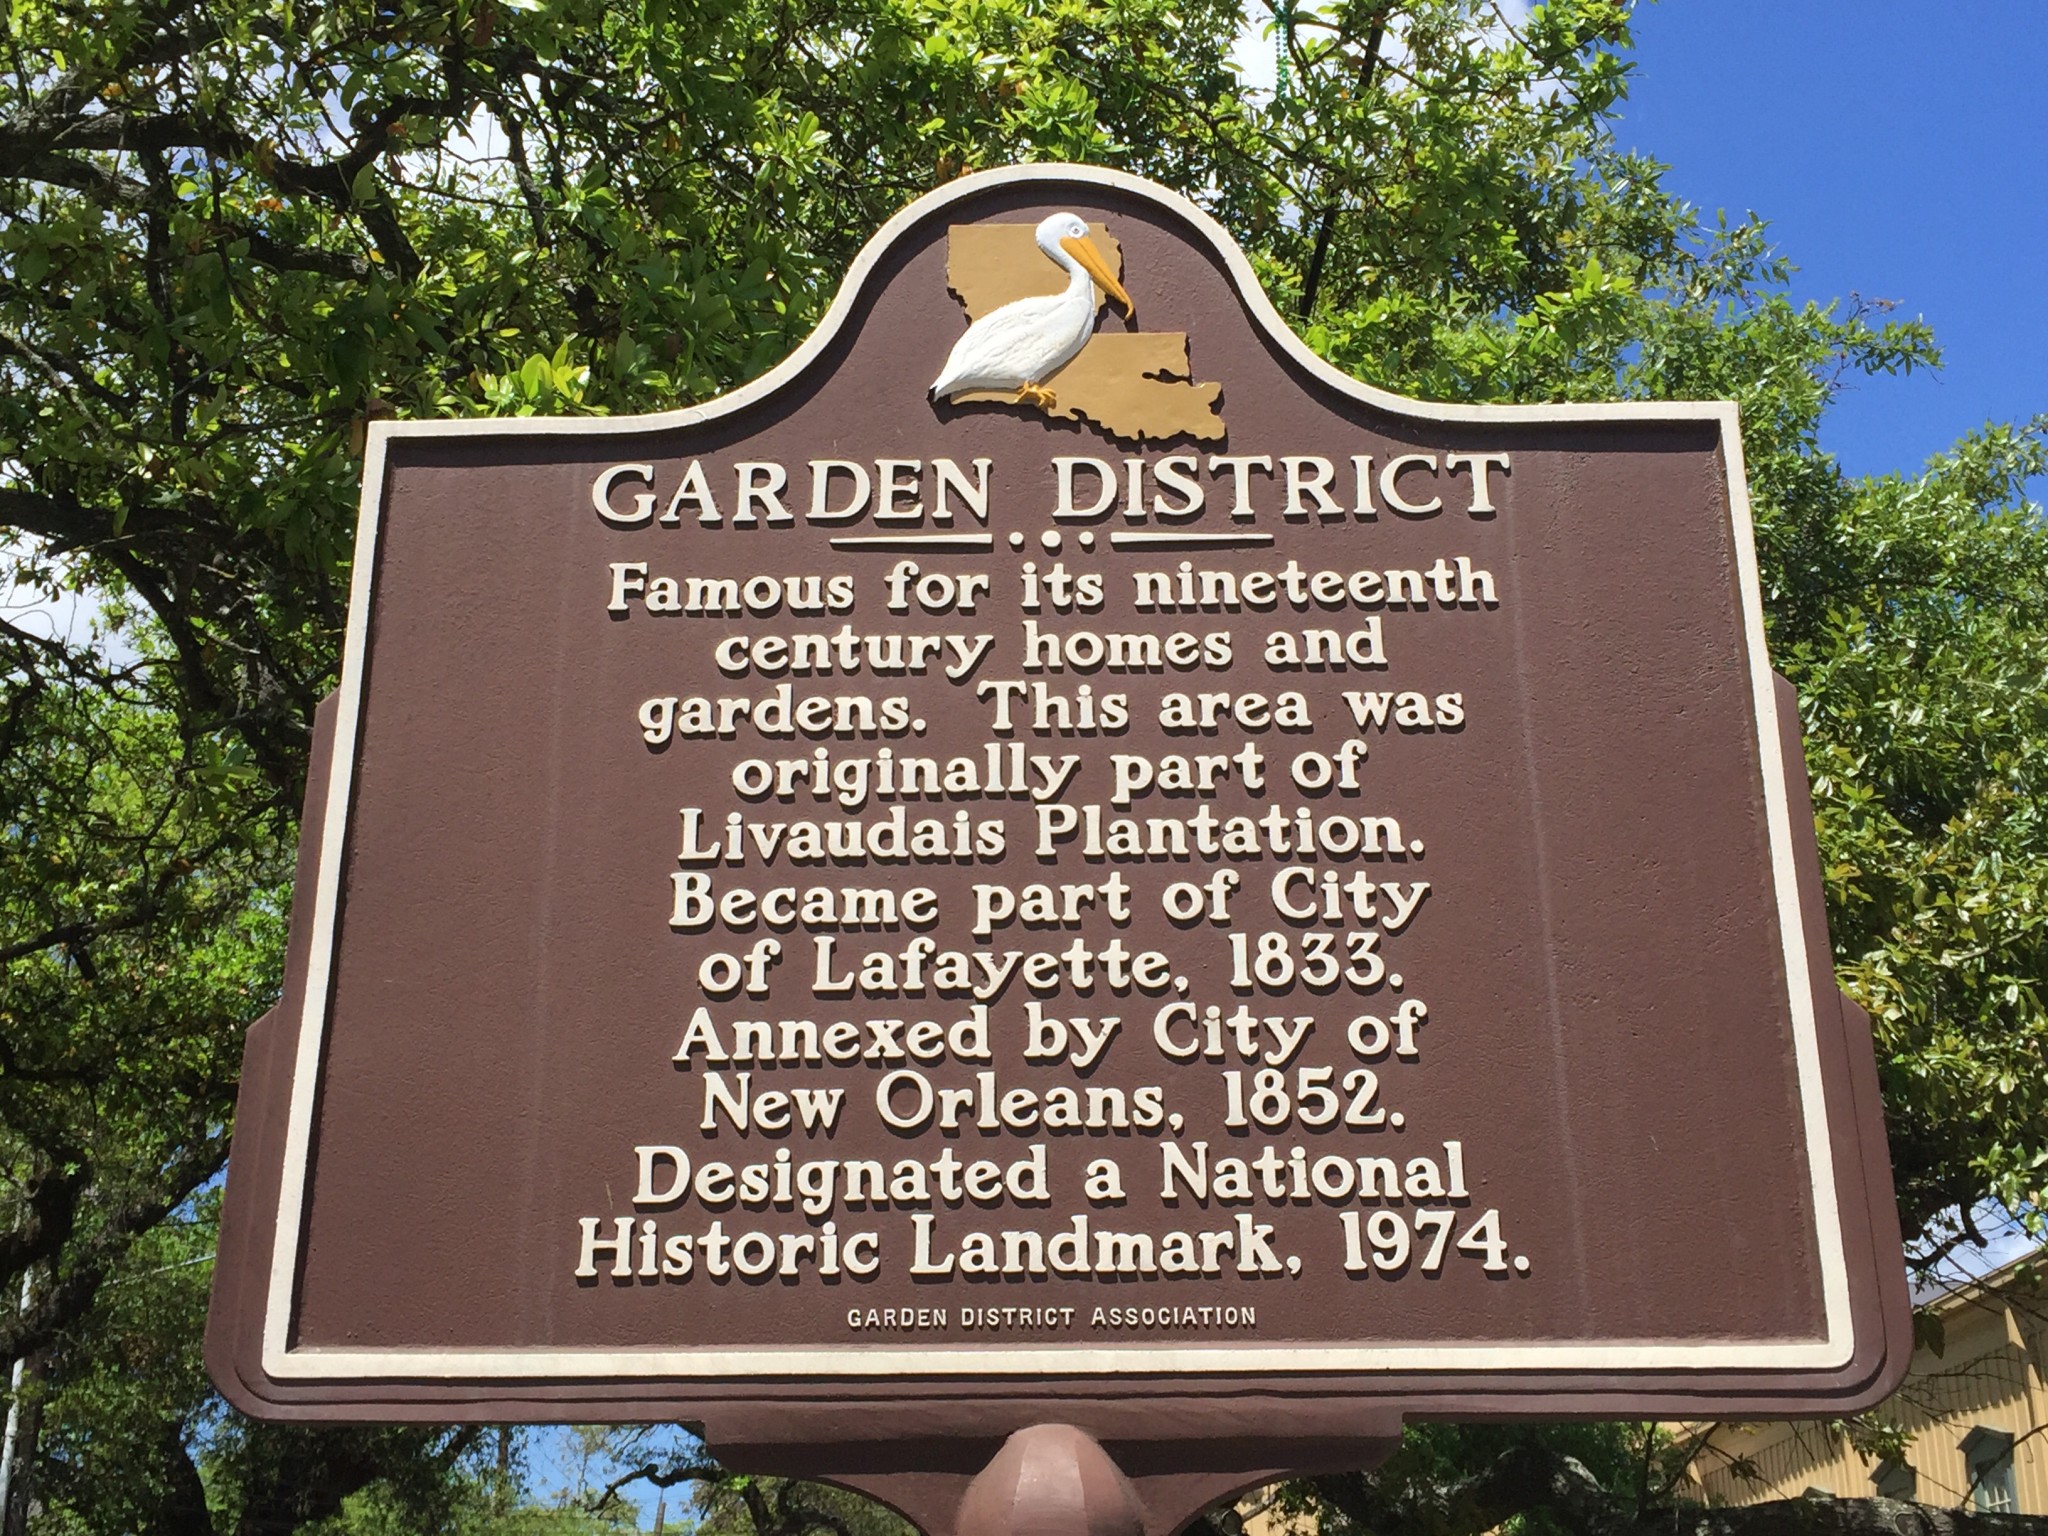 GARDEN DISTRICT
Famous for its nineteenth
century homes and
gardens. This area was
originally part of
Livaudais Plantation.
Became part of City
of Lafayette, 1833.
Annexed by City of
New Orleans, 1852.
Designated a National
Historic Landmark, 1974.
GARDEN DISTRICT ASSOCIATION